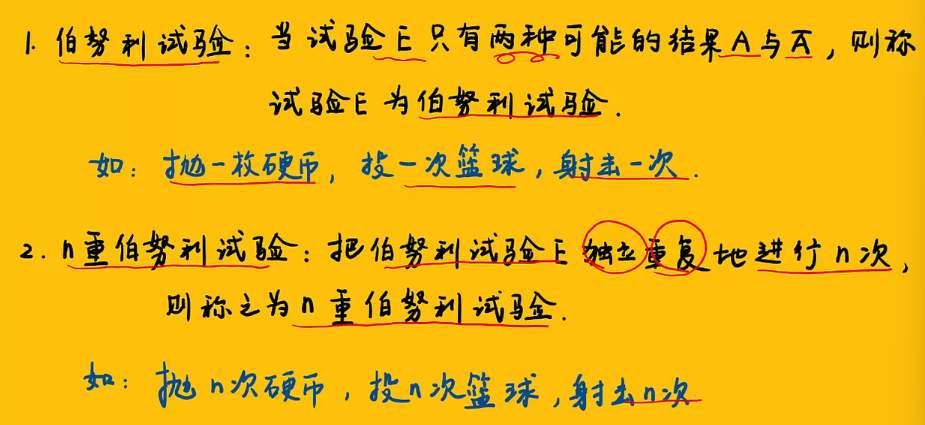 1. 伯努利试验：当试验E只有两种可能的结果A与A̅，则称
试验E为伯努利试验.
如：抛一枚硬币，投一次篮球，射击一次.
2. n重伯努利试验：把伯努利试验E独立重复地进行n次，
则称之为n重伯努利试验.
如：抛n次硬币，投n次篮球，射击n次